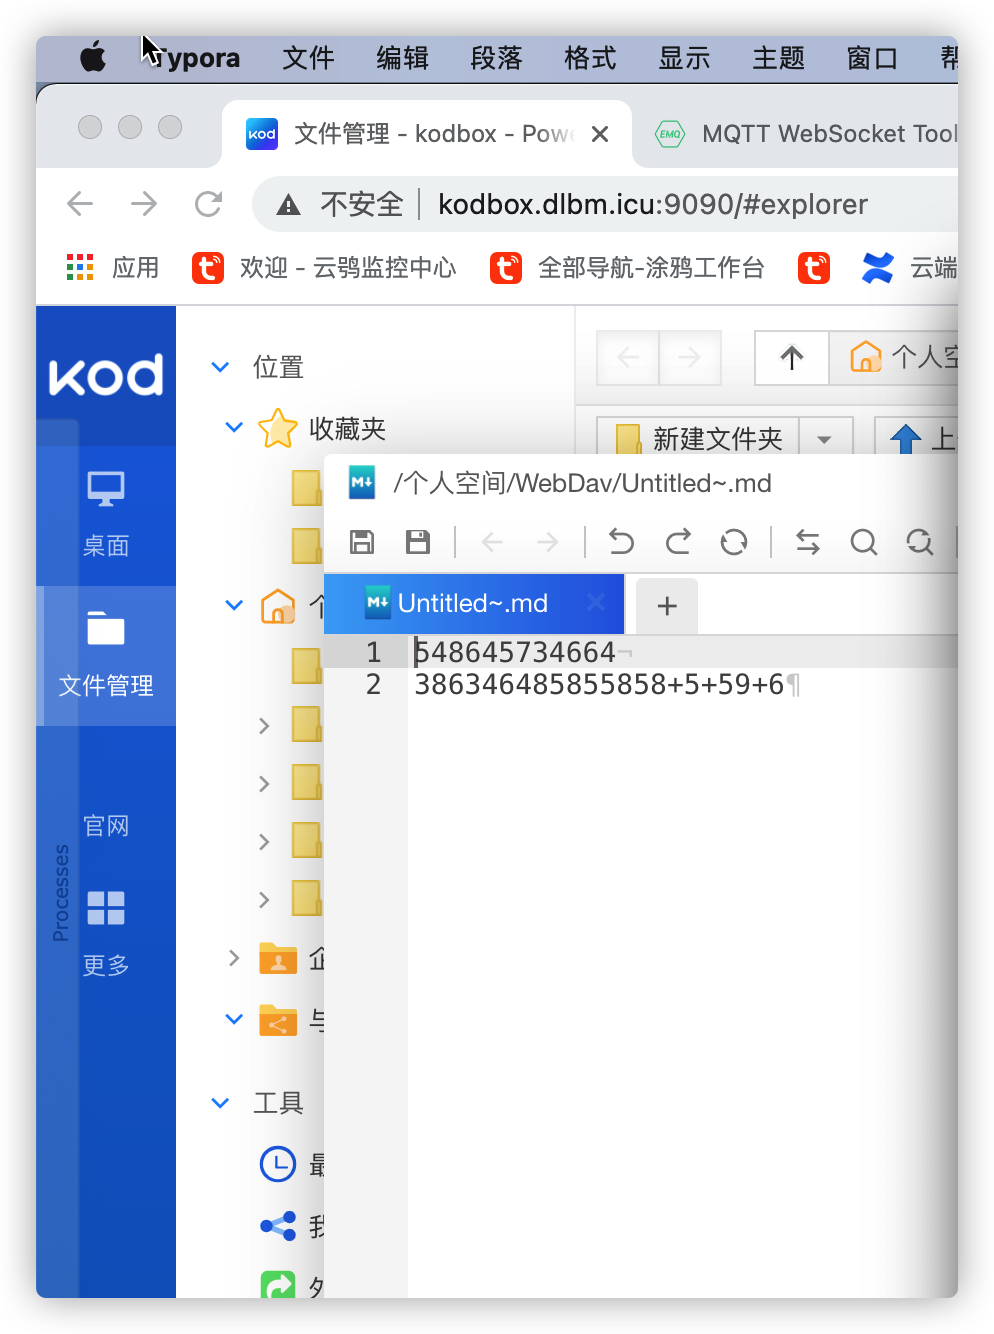 Typora 文件 编辑 段落 格式 显示 主题 窗口
文件管理 - kodbox - Pow
EMQ MQTT WebSocket Tool
不安全 kodbox.dlbm.icu:9090/#explorer
应用 欢迎 - 云鸮监控中心 全部导航-涂鸦工作台 云端
kod
位置
个人空
收藏夹
新建文件夹 上
/个人空间/WebDav/Untitled~.md
桌面
Untitled~.md
1 548645734664
2 386346485855858+5+59+6
文件管理
官网
Processes
更多
企
与
工具
最
我
外